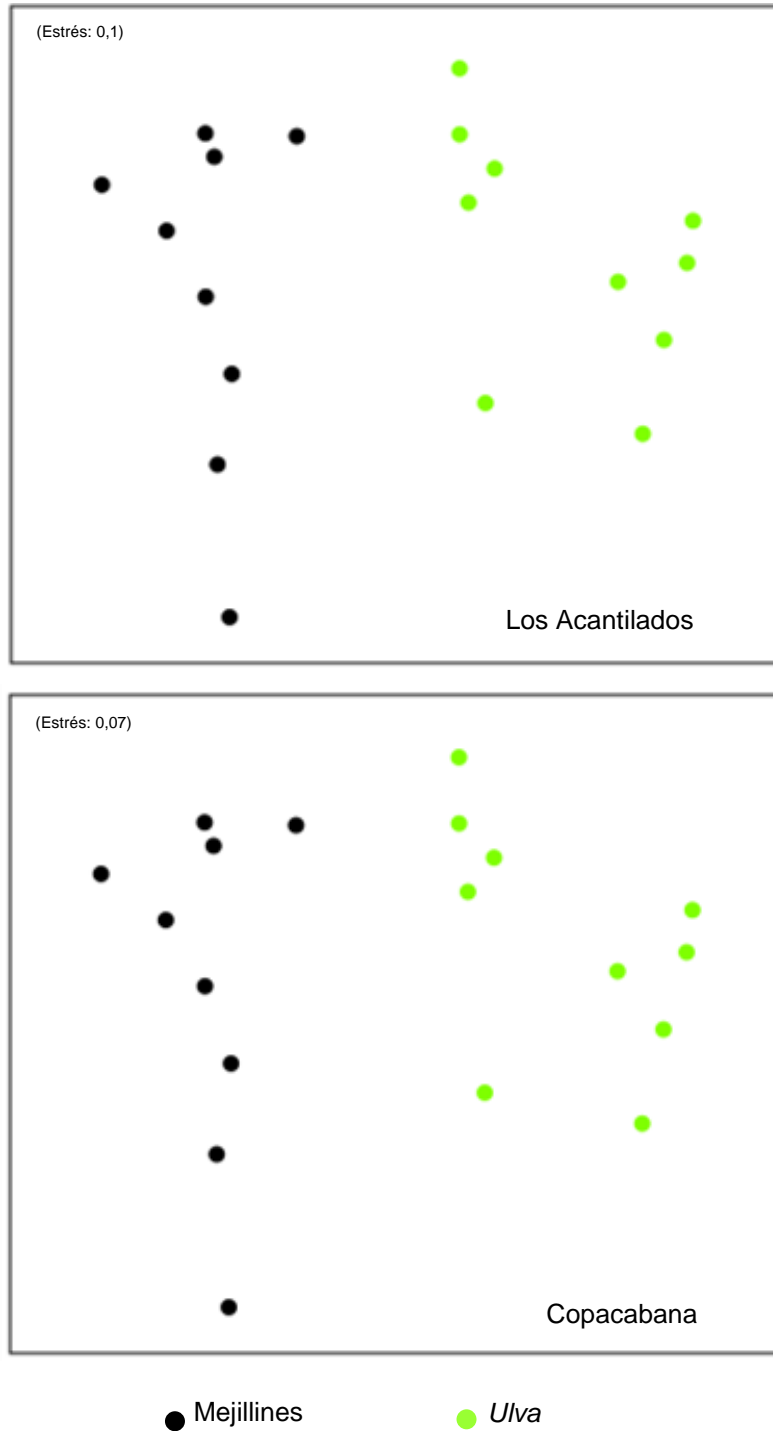 (Estrés: 0,1)
Los Acantilados
(Estrés: 0,07)
Copacabana
Mejillines
Ulva